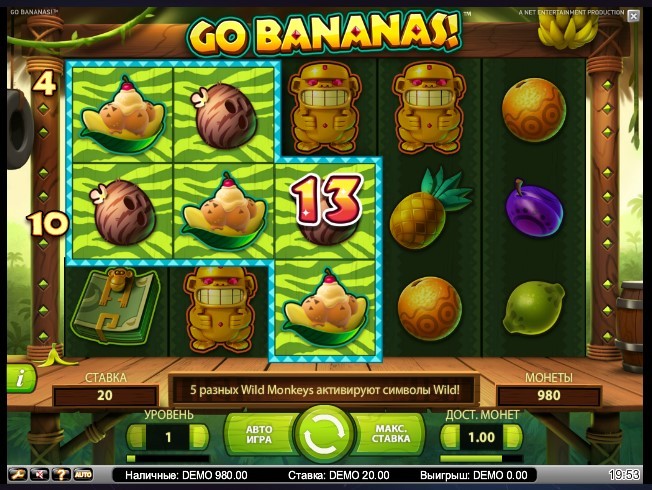 GO BANANAS!™
A NET ENTERTAINMENT PRODUCTION
GO BANANAS!™
4
10
13
СТАВКА
20
5 разных Wild Monkeys активируют символы Wild!
МОНЕТЫ
980
УРОВЕНЬ
1
АВТО
ИГРА
МАКС.
СТАВКА
ДОСТ. МОНЕТ
1.00
i
?
AUTO
Наличные: DEMO 980.00
Ставка: DEMO 20.00
Выигрыш: DEMO 0.00
19:53